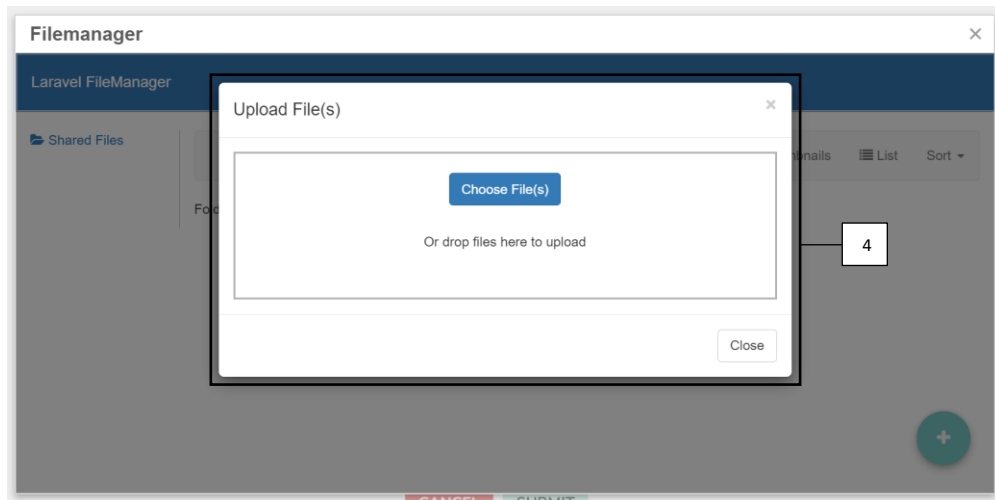 Filemanager
Laravel FileManager
Upload File(s)
Shared Files
List
Sort
Choose File(s)
Or drop files here to upload
4
Close
SUBMIT